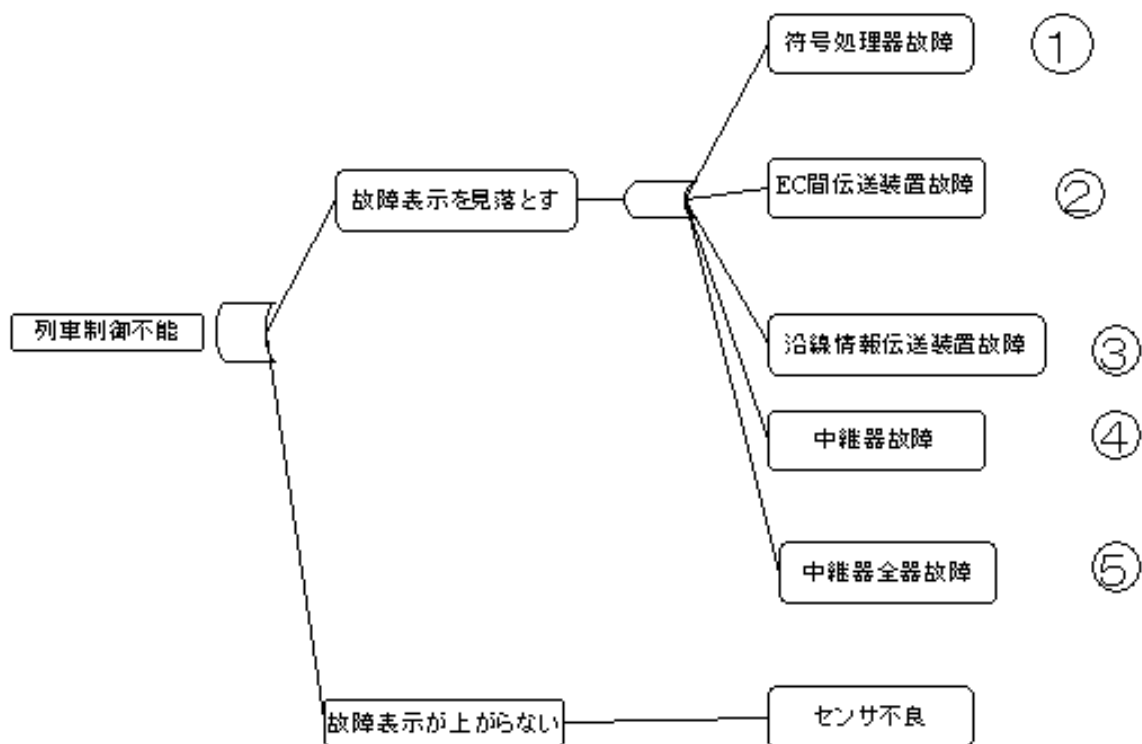 符号処理器故障
①
故障表示を見落とす
EC間伝送装置故障
②
列車制御不能
沿線情報伝送装置故障
③
中継器故障
④
中継器全器故障
⑤
故障表示が上がらない
センサ不良